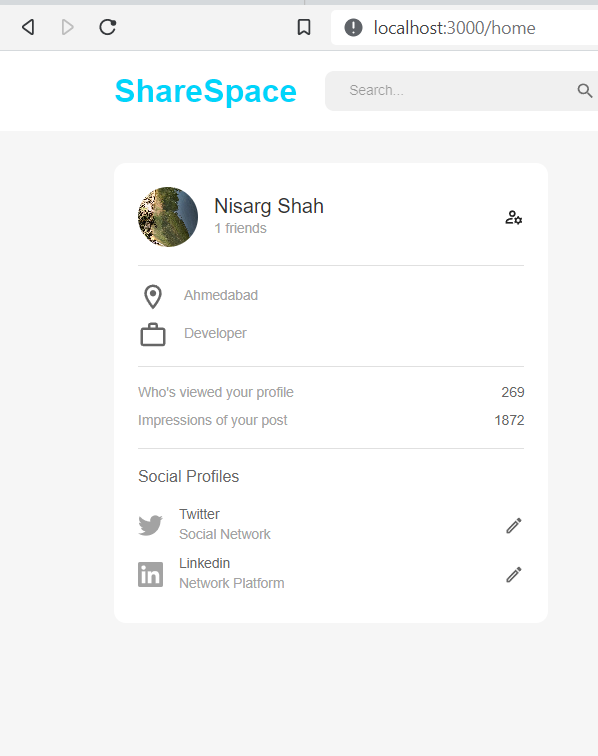 localhost:3000/home
ShareSpace
Search...
Nisarg Shah
1 friends
Ahmedabad
Developer
Who's viewed your profile 269
Impressions of your post 1872
Social Profiles
Twitter
Social Network
Linkedin
Network Platform